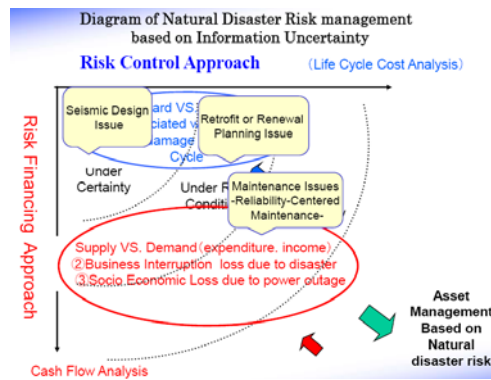 Diagram of Natural Disaster Risk management
based on Information Uncertainty
Risk Control Approach
(Life Cycle Cost Analysis)
Seismic Design
Issue
VS.
Retrofit or Renewal
Planning Issue
Cycle
Under
Certainty
Under
Maintenance Issues
-Reliability-Centered
Maintenance-
Risk Financing Approach
Supply VS. Demand(expenditure. income)
②Business Interruption loss due to disaster
③Socio Economic Loss due to power outage
Asset
Management
Based on
Natural
disaster risk
Cash Flow Analysis